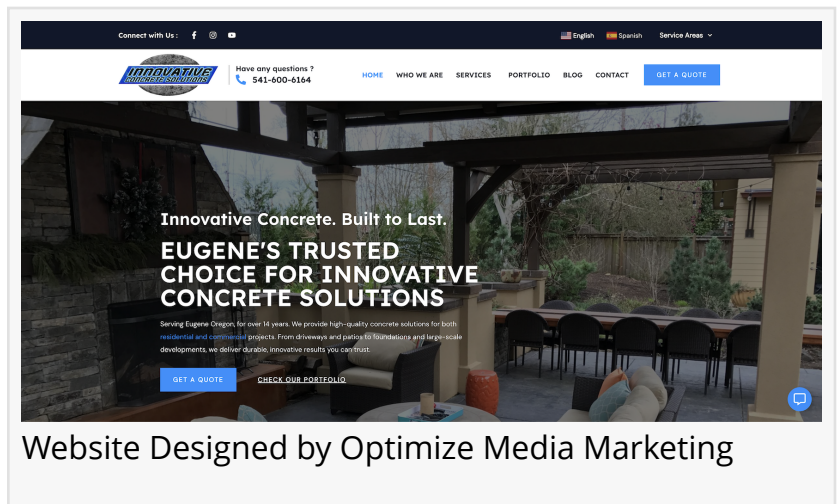 Connect with Us :
English
Spanish
Service Areas
INNOVATIVE
CONCRETE SOLUTIONS
Have any questions ?
541-600-6164
HOME
WHO WE ARE
SERVICES
PORTFOLIO
BLOG
CONTACT
GET A QUOTE
Innovative Concrete. Built to Last.
EUGENE'S TRUSTED
CHOICE FOR INNOVATIVE
CONCRETE SOLUTIONS
Serving Eugene Oregon, for over 14 years. We provide high-quality concrete solutions for both
residential and commercial projects. From driveways and patios to foundations and large-scale
developments, we deliver durable, innovative results you can trust.
GET A QUOTE
CHECK OUR PORTFOLIO
Website Designed by Optimize Media Marketing